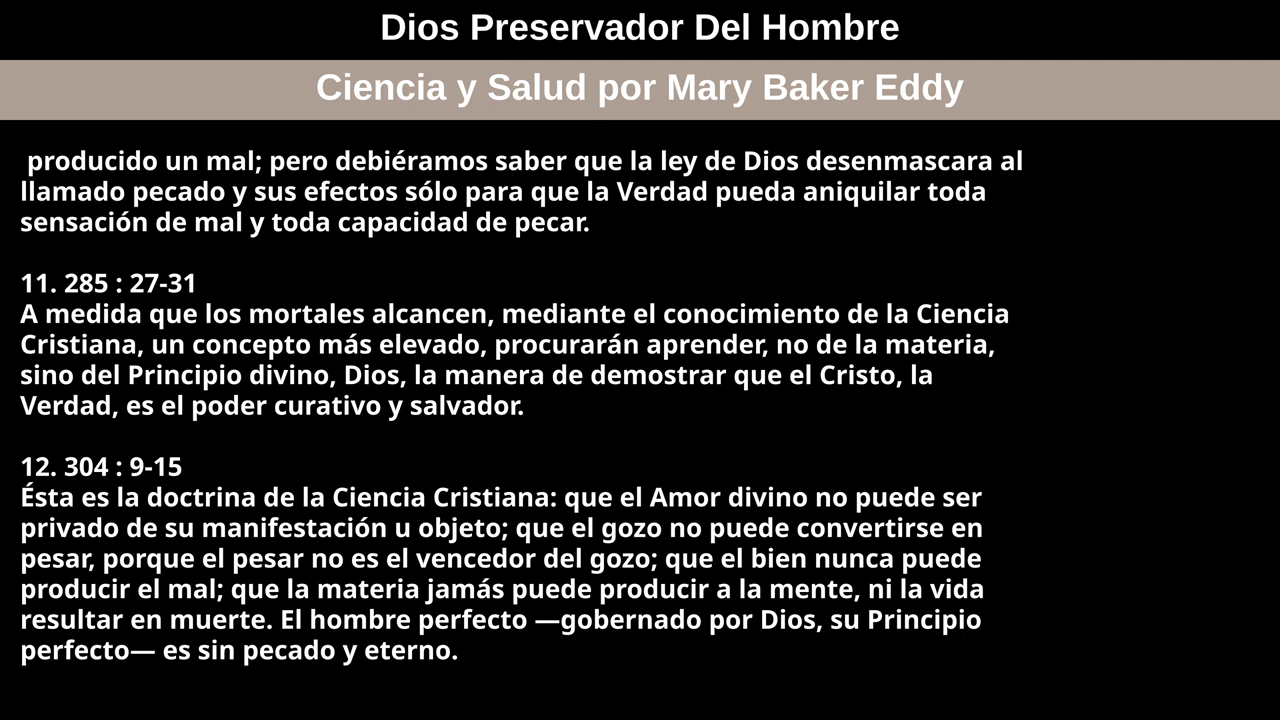 Dios Preservador Del Hombre
Ciencia y Salud por Mary Baker Eddy
producido un mal; pero debiéramos saber que la ley de Dios desenmascara al
llamado pecado y sus efectos sólo para que la Verdad pueda aniquilar toda
sensación de mal y toda capacidad de pecar.
11. 285 : 27-31
A medida que los mortales alcancen, mediante el conocimiento de la Ciencia
Cristiana, un concepto más elevado, procurarán aprender, no de la materia,
sino del Principio divino, Dios, la manera de demostrar que el Cristo, la
Verdad, es el poder curativo y salvador.
12. 304 : 9-15
Ésta es la doctrina de la Ciencia Cristiana: que el Amor divino no puede ser
privado de su manifestación u objeto; que el gozo no puede convertirse en
pesar, porque el pesar no es el vencedor del gozo; que el bien nunca puede
producir el mal; que la materia jamás puede producir a la mente, ni la vida
resultar en muerte. El hombre perfecto —gobernado por Dios, su Principio
perfecto— es sin pecado y eterno.